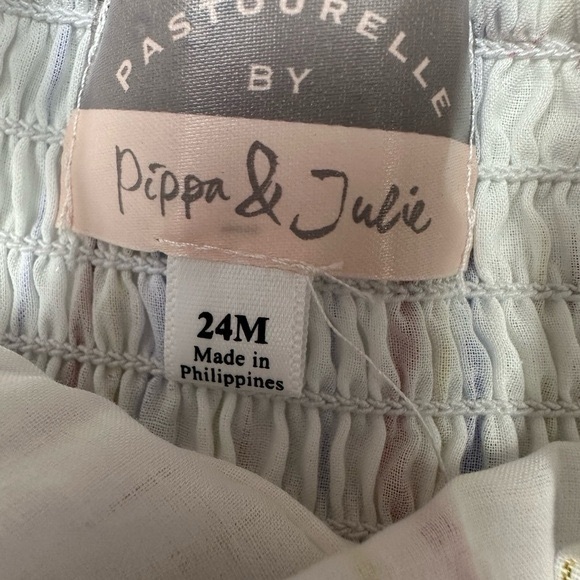 PASTOURELLE
BY
Pippa & Julie
24M
Made in
Philippines